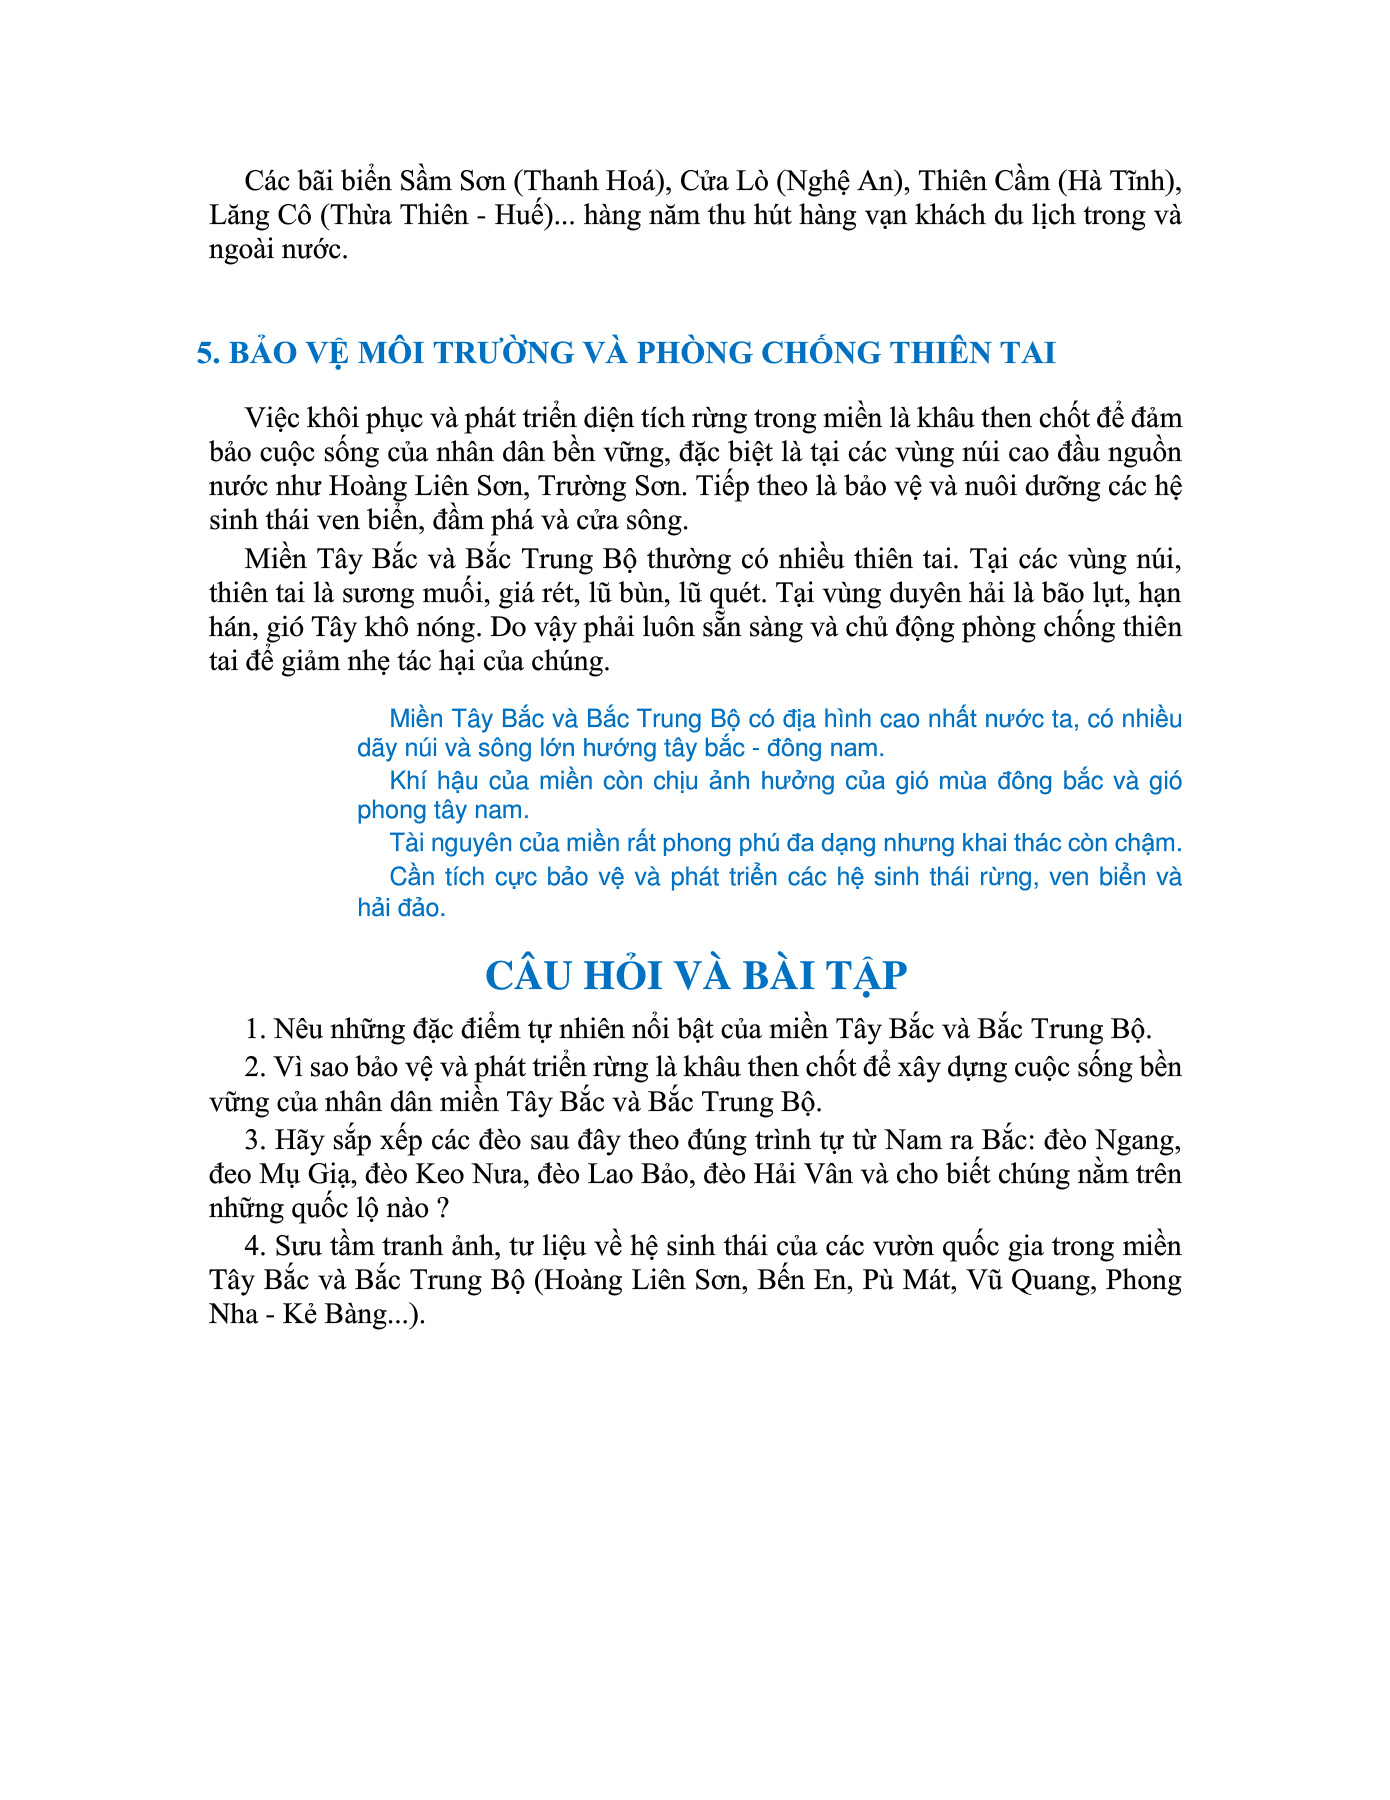 Các bãi biển Sầm Sơn (Thanh Hoá), Cửa Lò (Nghệ An), Thiên Cầm (Hà Tĩnh),
Lăng Cô (Thừa Thiên - Huế)... hàng năm thu hút hàng vạn khách du lịch trong và
ngoài nước.
5. BẢO VỆ MÔI TRƯỜNG VÀ PHÒNG CHỐNG THIÊN TAI
Việc khôi phục và phát triển diện tích rừng trong miền là khâu then chốt để đảm
bảo cuộc sống của nhân dân bền vững, đặc biệt là tại các vùng núi cao đầu nguồn
nước như Hoàng Liên Sơn, Trường Sơn. Tiếp theo là bảo vệ và nuôi dưỡng các hệ
sinh thái ven biển, đầm phá và cửa sông.
Miền Tây Bắc và Bắc Trung Bộ thường có nhiều thiên tai. Tại các vùng núi,
thiên tai là sương muối, giá rét, lũ bùn, lũ quét. Tại vùng duyên hải là bão lụt, hạn
hán, gió Tây khô nóng. Do vậy phải luôn sẵn sàng và chủ động phòng chống thiên
tai để giảm nhẹ tác hại của chúng.
Miền Tây Bắc và Bắc Trung Bộ có địa hình cao nhất nước ta, có nhiều
dãy núi và sông lớn hướng tây bắc - đông nam.
Khí hậu của miền còn chịu ảnh hưởng của gió mùa đông bắc và gió
phong tây nam.
Tài nguyên của miền rất phong phú đa dạng nhưng khai thác còn chậm.
Cần tích cực bảo vệ và phát triển các hệ sinh thái rừng, ven biển và
hải đảo.
CÂU HỎI VÀ BÀI TẬP
1. Nêu những đặc điểm tự nhiên nổi bật của miền Tây Bắc và Bắc Trung Bộ.
2. Vì sao bảo vệ và phát triển rừng là khâu then chốt để xây dựng cuộc sống bền
vững của nhân dân miền Tây Bắc và Bắc Trung Bộ.
3. Hãy sắp xếp các đèo sau đây theo đúng trình tự từ Nam ra Bắc: đèo Ngang,
đeo Mụ Giạ, đèo Keo Nưa, đèo Lao Bảo, đèo Hải Vân và cho biết chúng nằm trên
những quốc lộ nào ?
4. Sưu tầm tranh ảnh, tư liệu về hệ sinh thái của các vườn quốc gia trong miền
Tây Bắc và Bắc Trung Bộ (Hoàng Liên Sơn, Bến En, Pù Mát, Vũ Quang, Phong
Nha - Kẻ Bàng...).